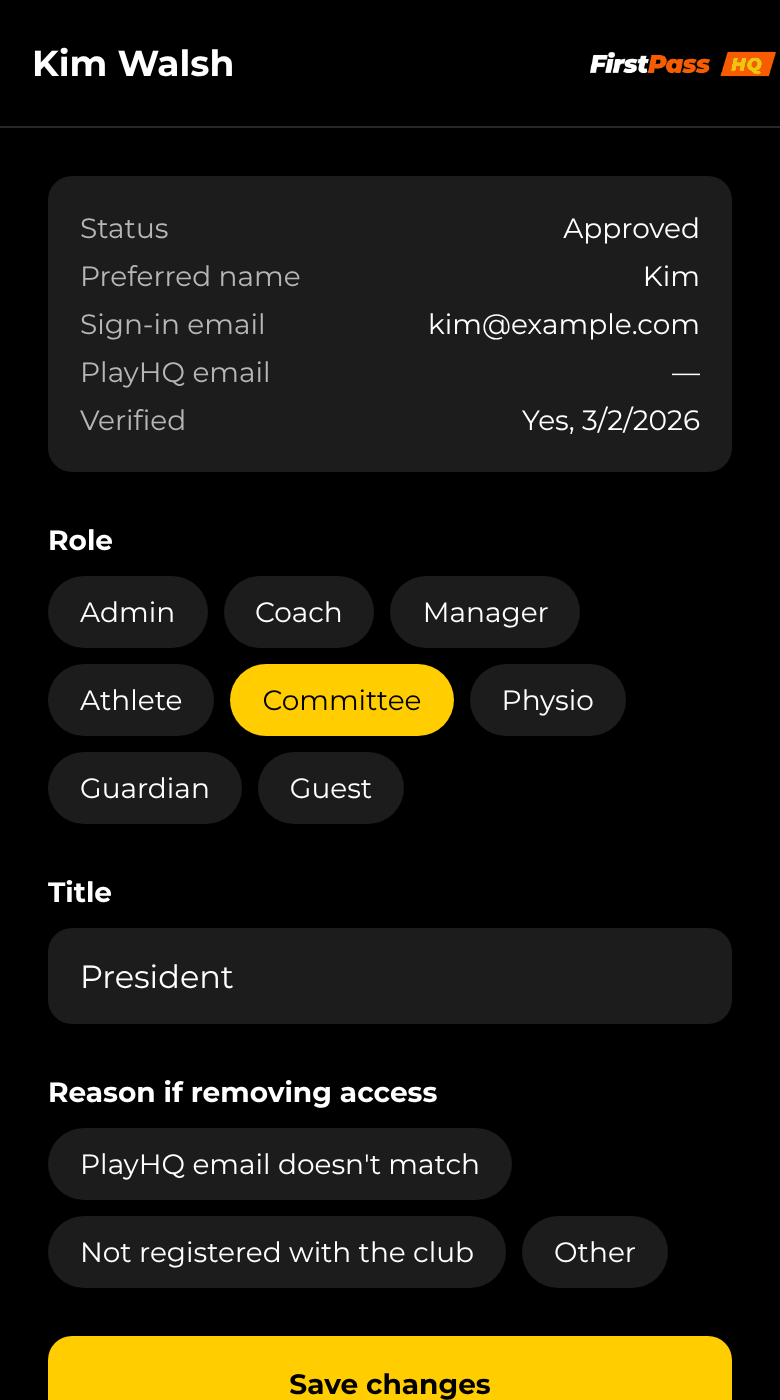 Kim Walsh
FirstPass HQ
Status Approved
Preferred name Kim
Sign-in email kim@example.com
PlayHQ email —
Verified Yes, 3/2/2026
Role
Admin Coach Manager
Athlete Committee Physio
Guardian Guest
Title
President
Reason if removing access
PlayHQ email doesn't match
Not registered with the club Other
Save changes